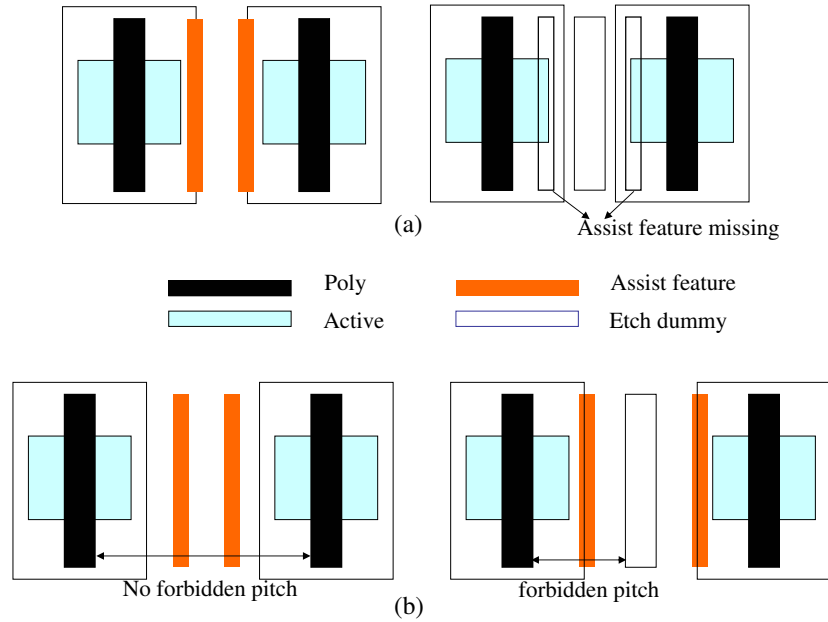 Assist feature missing
(a)
Poly
Assist feature
Active
Etch dummy
No forbidden pitch
forbidden pitch
(b)